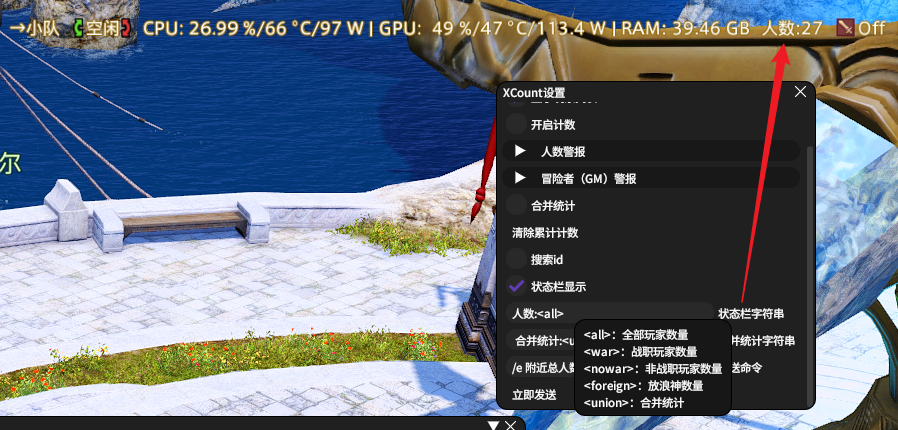 →小队 空闲 CPU: 26.99 %/66 °C/97 W | GPU: 49 %/47 °C/113.4 W | RAM: 39.46 GB 人数:27 Off
XCount设置
开启计数
人数警报
冒险者（GM）警报
合并统计
清除累计计数
搜索id
状态栏显示
人数:<all> 状态栏字符串
合并统计:<u 并统计字符串
/e 附近总人数 送命令
立即发送
<all>：全部玩家数量
<war>：战职玩家数量
<nowar>：非战职玩家数量
<foreign>：放浪神数量
<union>：合并统计
尔